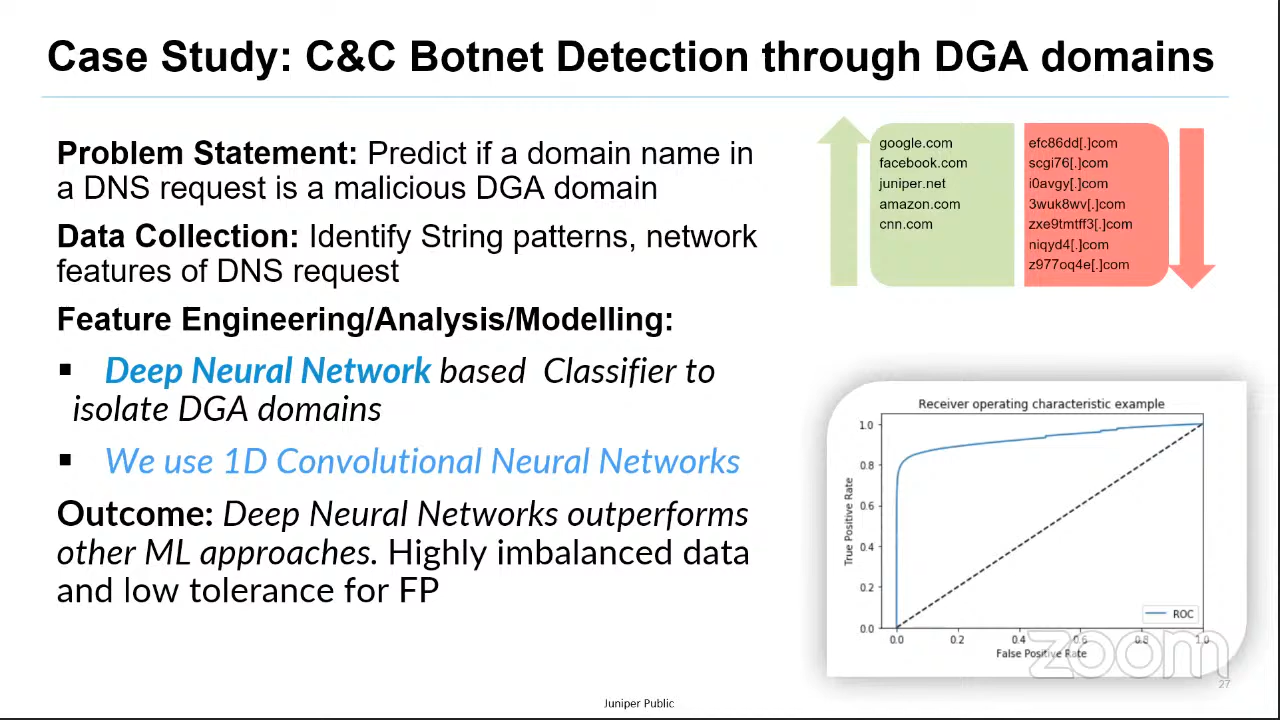 Case Study: C&C Botnet Detection through DGA domains
Problem Statement: Predict if a domain name in
a DNS request is a malicious DGA domain
Data Collection: Identify String patterns, network
features of DNS request
Feature Engineering/Analysis/Modelling:
▪ Deep Neural Network based Classifier to
isolate DGA domains
▪ We use 1D Convolutional Neural Networks
Outcome: Deep Neural Networks outperforms
other ML approaches. Highly imbalanced data
and low tolerance for FP
google.com
facebook.com
juniper.net
amazon.com
cnn.com
efc86dd[.]com
scgi76[.]com
i0avgy[.]com
3wuk8wv[.]com
zxe9tmtff3[.]com
niqyd4[.]com
z977oq4e[.]com
Receiver operating characteristic example
True Positive Rate
1.0
0.8
0.6
0.4
0.2
0.0
ROC
0.0 0.2 0.4 0.6 0.8 1.0
False Positive Rate
zoom
27
Juniper Public